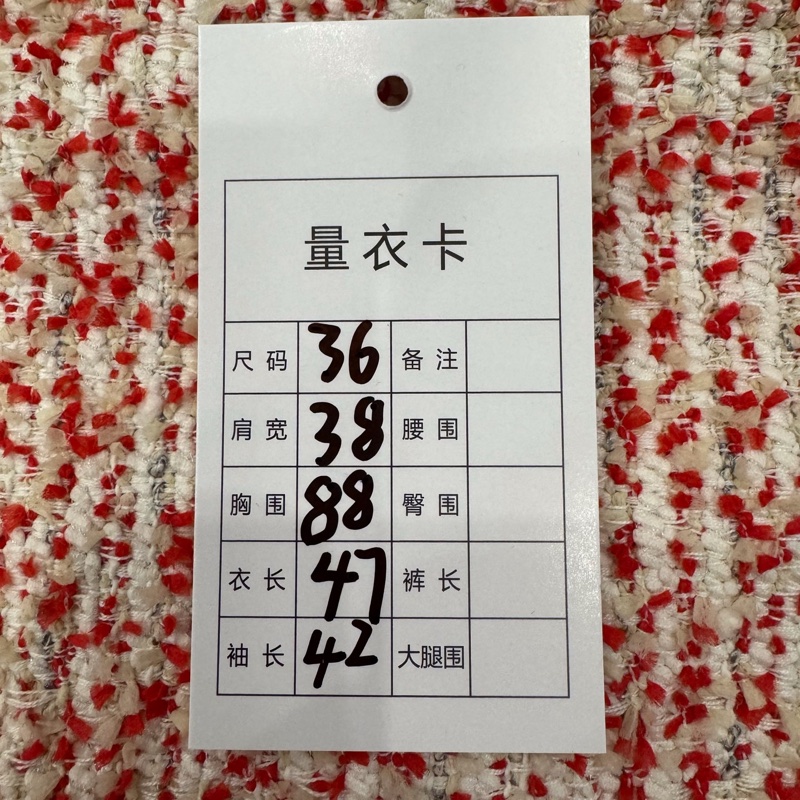 量衣卡
尺码 36 备注
肩宽 38 腰围
胸围 88 臀围
衣长 47 裤长
袖长 42 大腿围